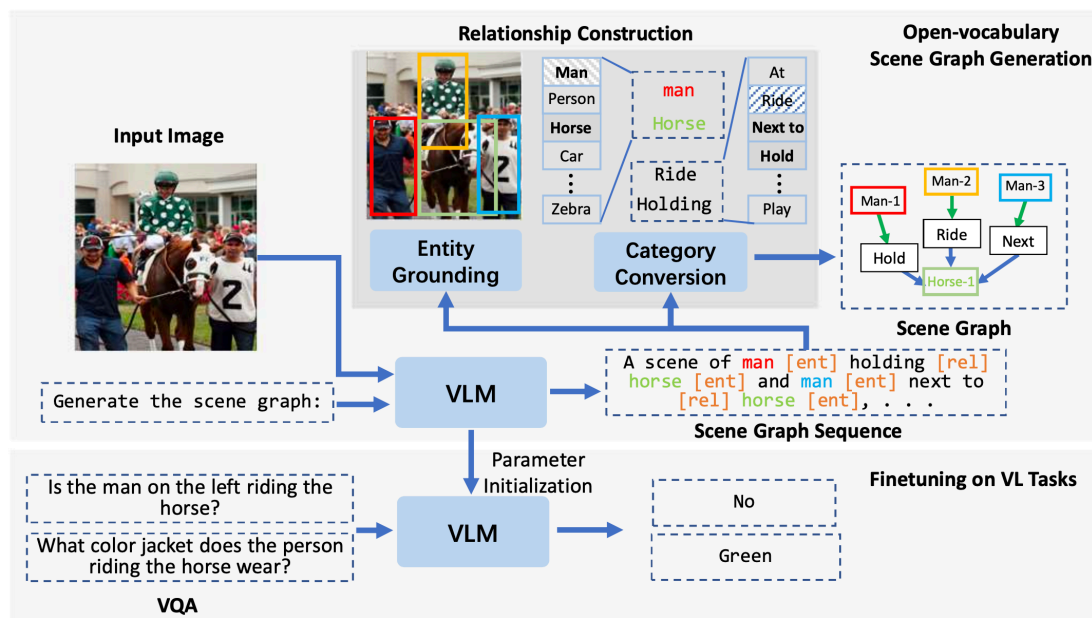 Relationship Construction
Open-vocabulary
Scene Graph Generation
Input Image
Man
Person
Horse
Car
Zebra
man
Horse
Ride
Holding
At
Ride
Next to
Hold
Play
Entity
Grounding
Category
Conversion
Man-1
Man-2
Man-3
Hold
Ride
Next
Horse-1
Scene Graph
2
2
Generate the scene graph:
VLM
A scene of man [ent] holding [rel]
horse [ent] and man [ent] next to
[rel] horse [ent], . . .
Scene Graph Sequence
Parameter
Initialization
Finetuning on VL Tasks
Is the man on the left riding the
horse?
What color jacket does the person
riding the horse wear?
VQA
VLM
No
Green